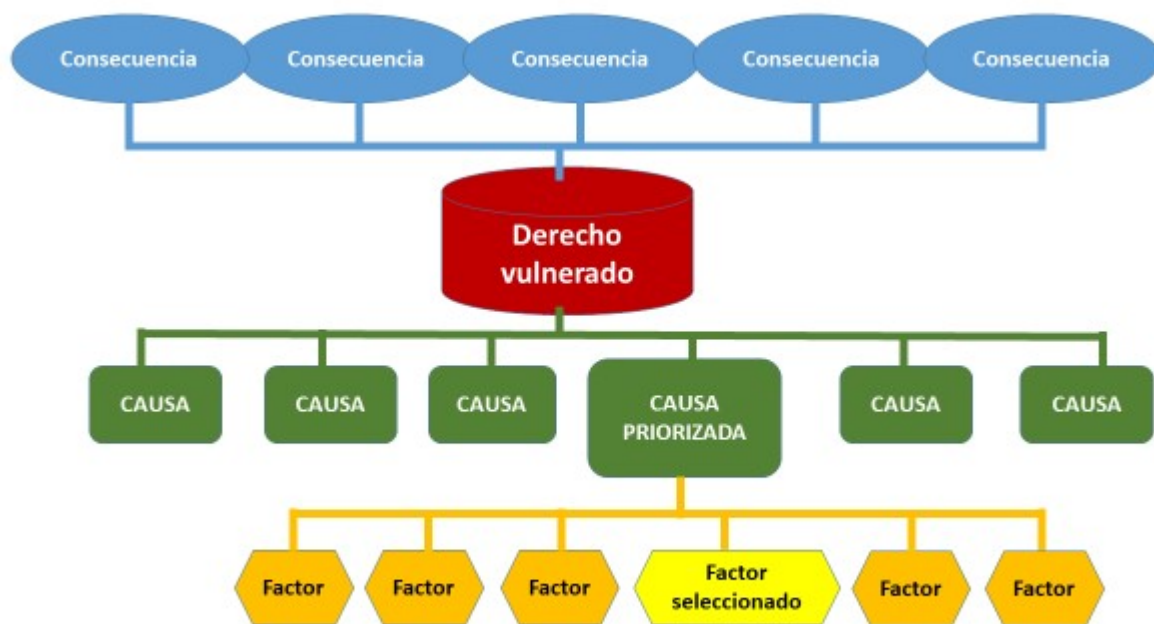 Consecuencia
Consecuencia
Consecuencia
Consecuencia
Consecuencia
Derecho
vulnerado
CAUSA
CAUSA
CAUSA
CAUSA
PRIORIZADA
CAUSA
CAUSA
Factor
Factor
Factor
Factor
seleccionado
Factor
Factor